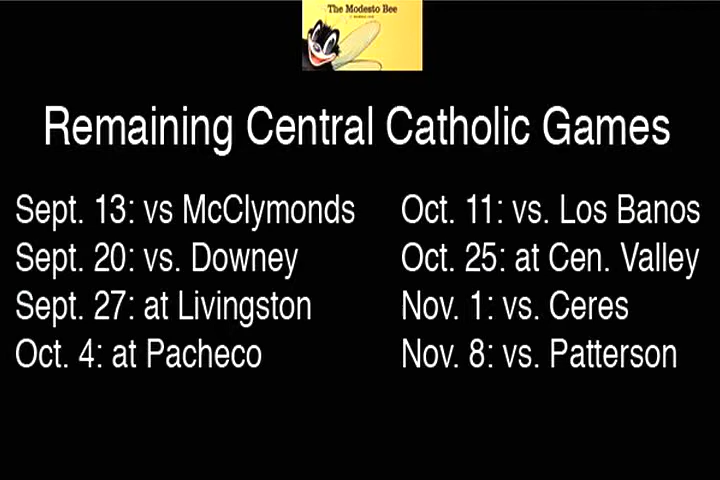 The Modesto Bee
Remaining Central Catholic Games
Sept. 13: vs McClymonds
Sept. 20: vs. Downey
Sept. 27: at Livingston
Oct. 4: at Pacheco
Oct. 11: vs. Los Banos
Oct. 25: at Cen. Valley
Nov. 1: vs. Ceres
Nov. 8: vs. Patterson